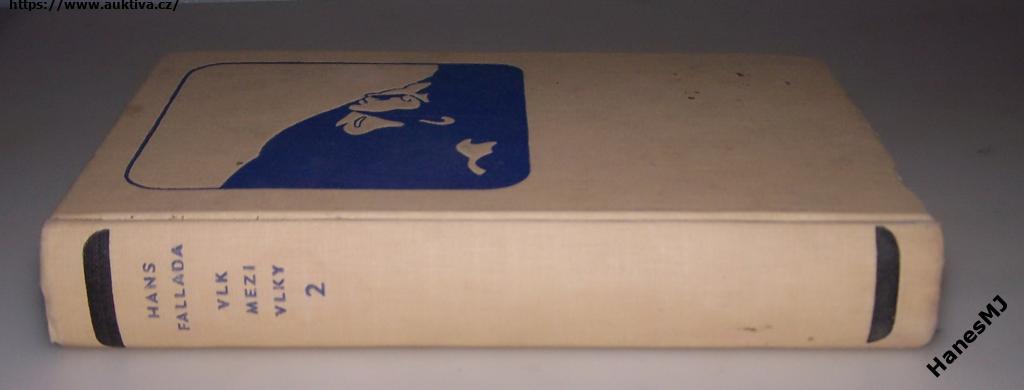 https://www.auktiva.cz/
HANS
FALLADA
VLK
MEZI
VLKY
2
HanesMJ